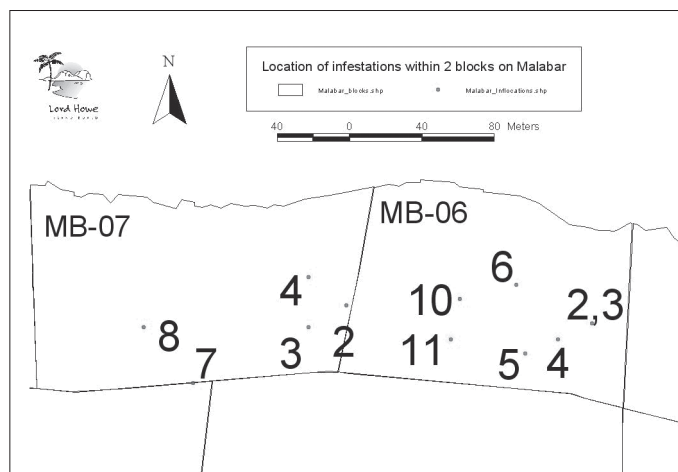 Lord Howe
N
Location of infestations within 2 blocks on Malabar
Malabar_blocks.shp
Malabar_Inflocations.shp
40 0 40 80 Meters
MB-07 MB-06
6
4 10 2,3
8 3 2 11 5 4
7